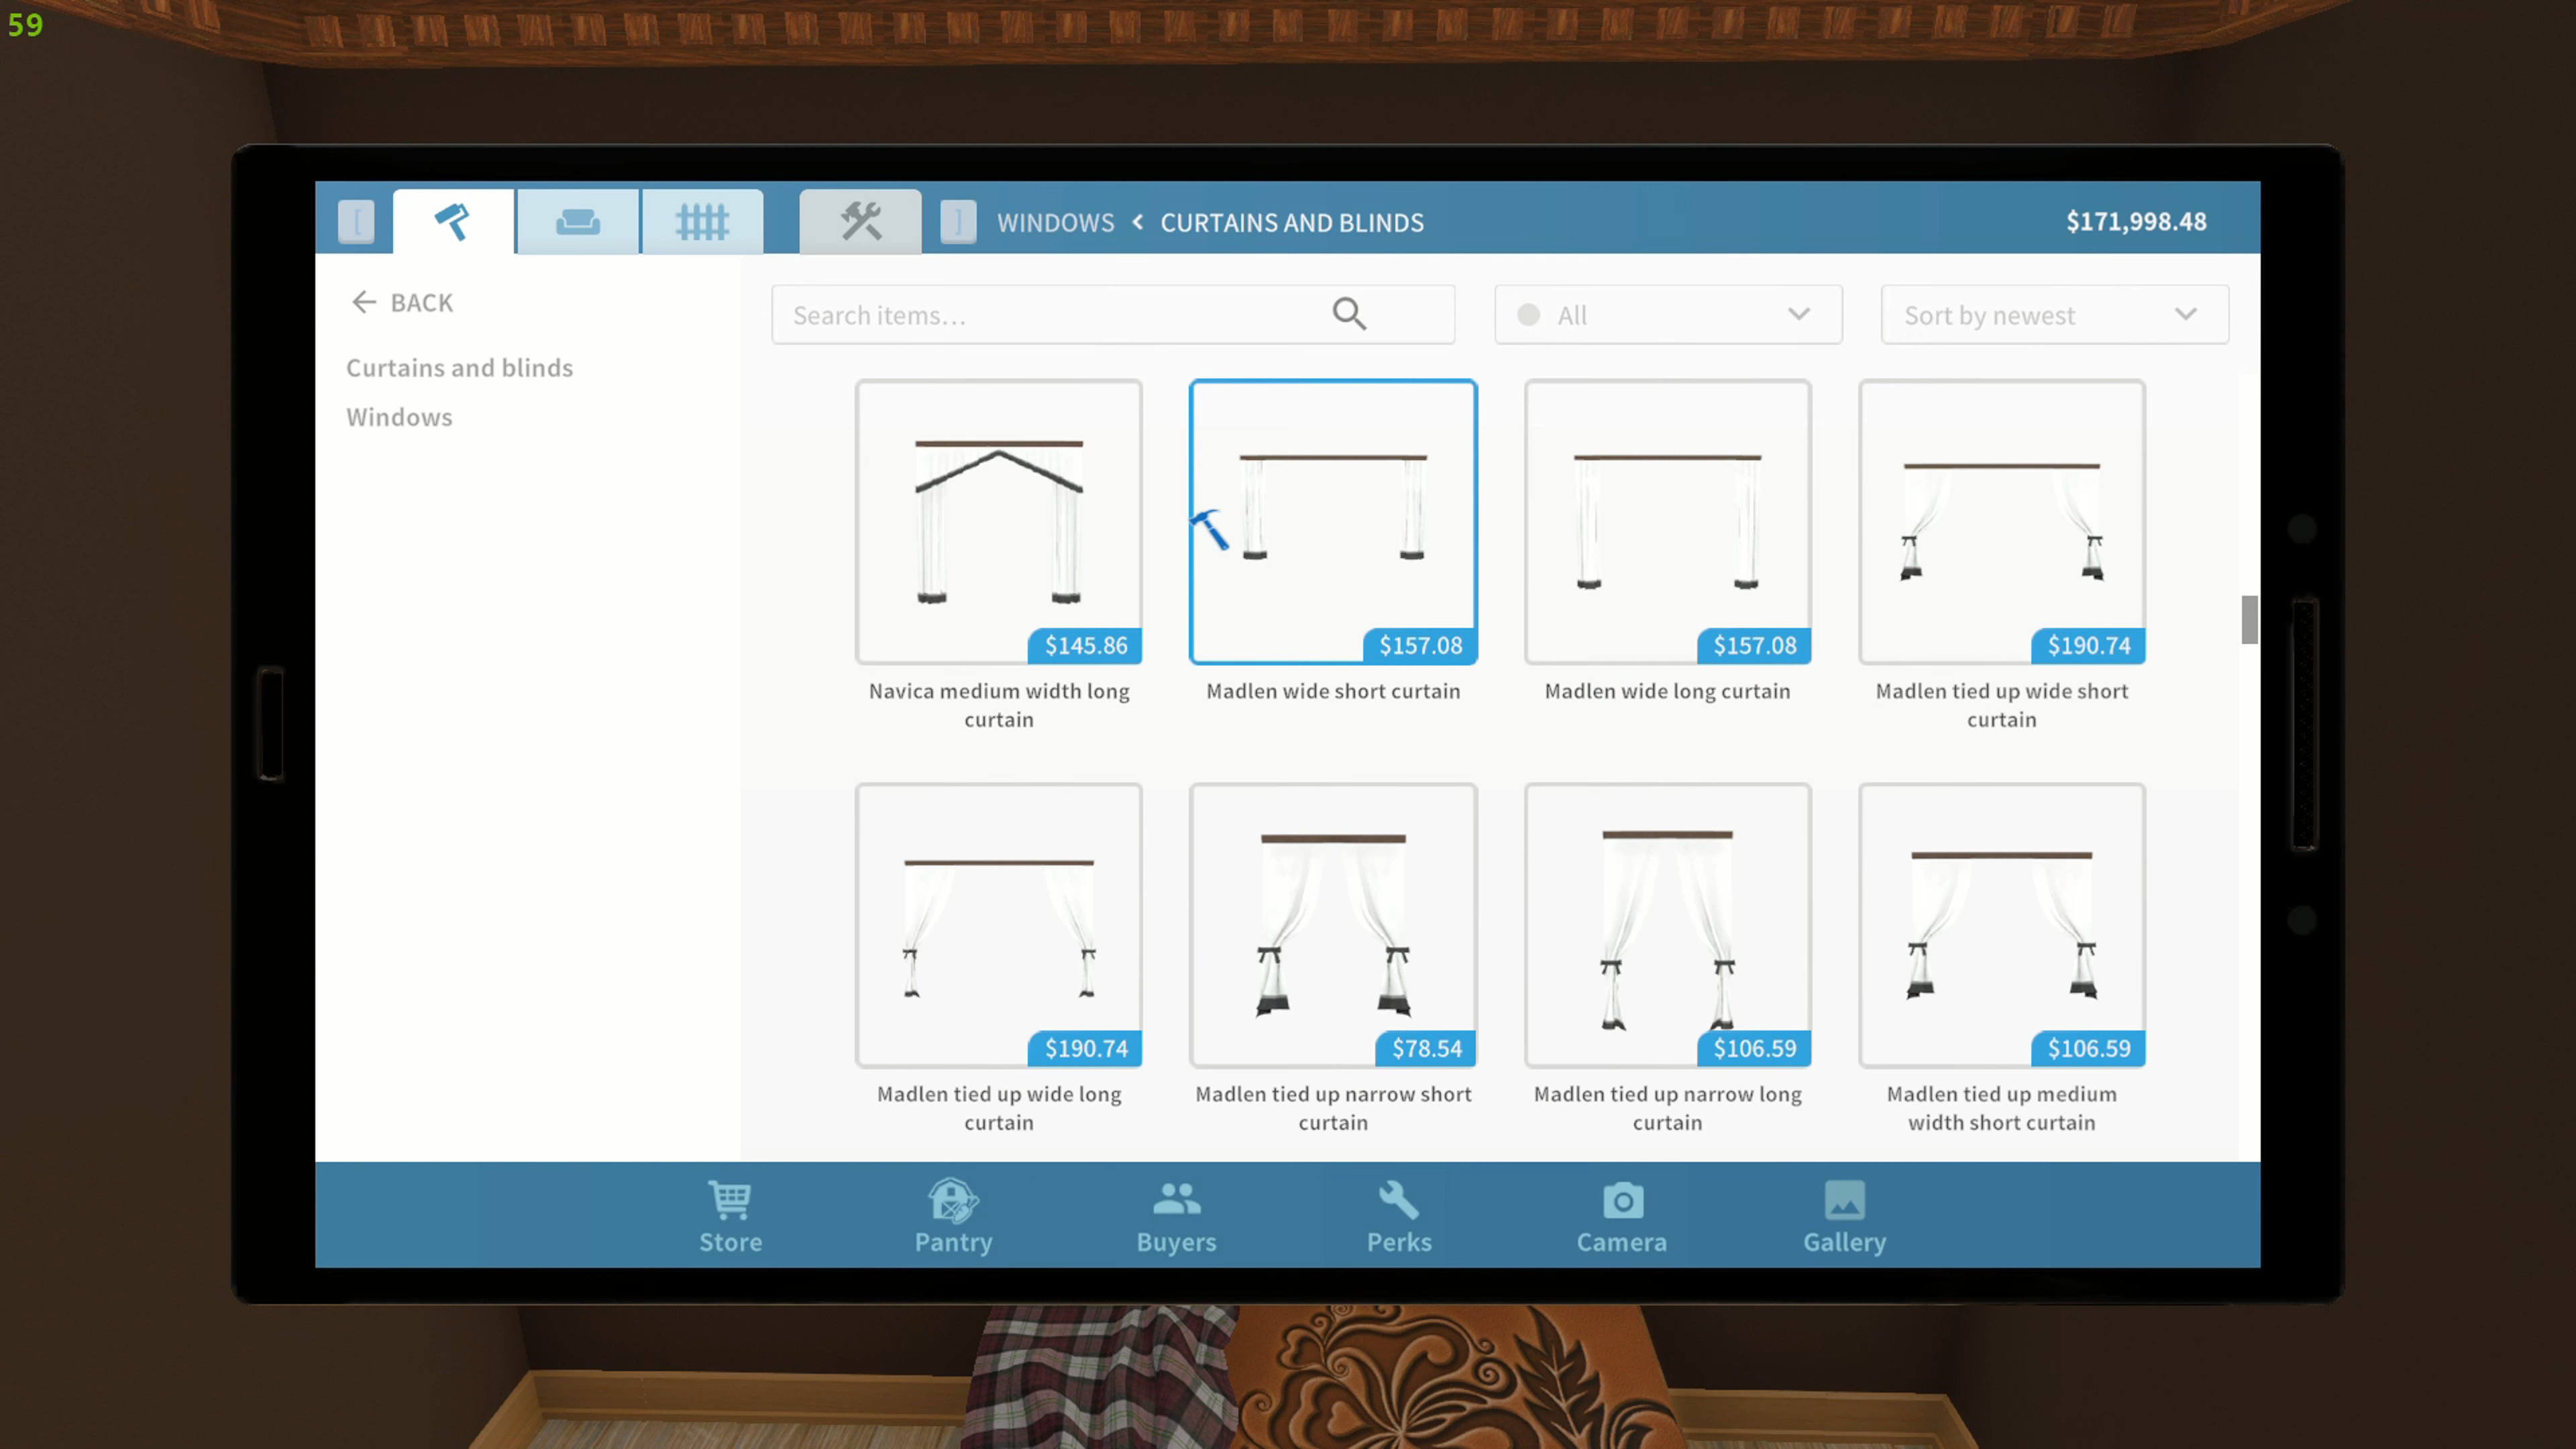 59
[
]
WINDOWS < CURTAINS AND BLINDS
$171,998.48
BACK
Curtains and blinds
Windows
Search items...
All
Sort by newest
$145.86
$157.08
$157.08
$190.74
Navica medium width long
curtain
Madlen wide short curtain
Madlen wide long curtain
Madlen tied up wide short
curtain
$190.74
$78.54
$106.59
$106.59
Madlen tied up wide long
curtain
Madlen tied up narrow short
curtain
Madlen tied up narrow long
curtain
Madlen tied up medium
width short curtain
Store
Pantry
Buyers
Perks
Camera
Gallery